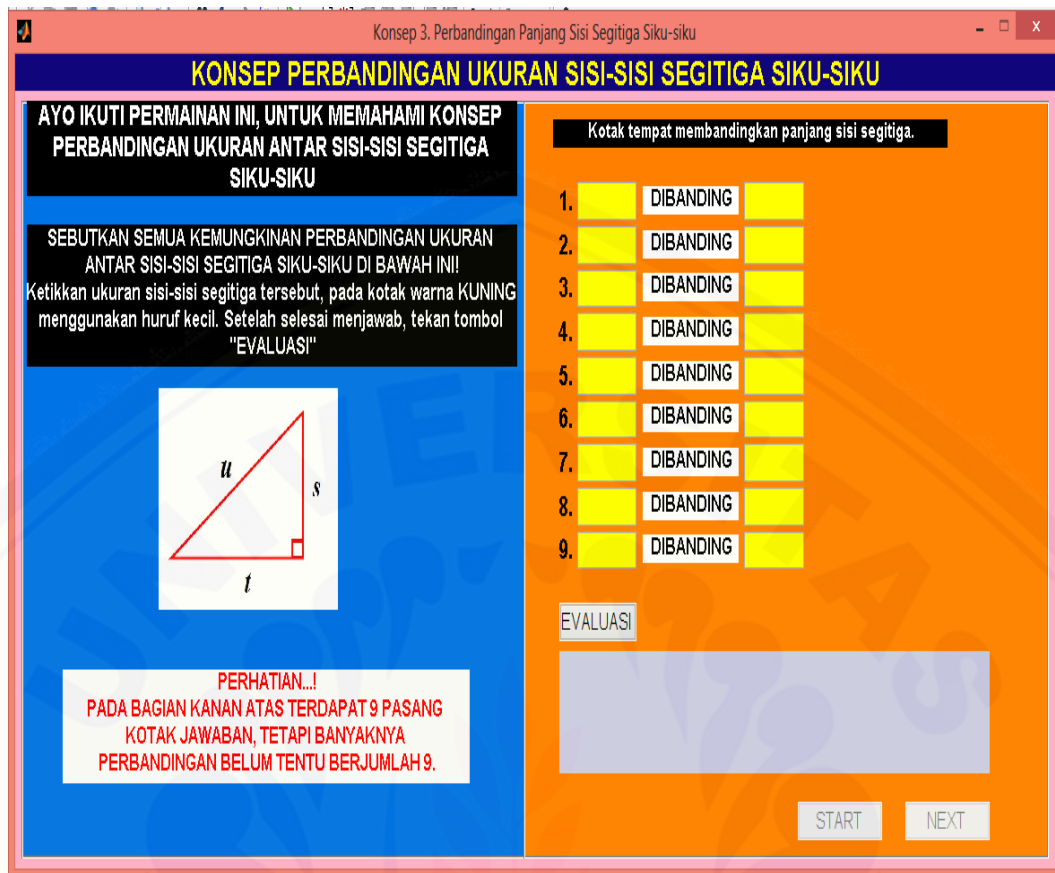 Konsep 3. Perbandingan Panjang Sisi Segitiga Siku-siku
KONSEP PERBANDINGAN UKURAN SISI-SISI SEGITIGA SIKU-SIKU
AYO IKUTI PERMAINAN INI, UNTUK MEMAHAMI KONSEP
PERBANDINGAN UKURAN ANTAR SISI-SISI SEGITIGA
SIKU-SIKU
SEBUTKAN SEMUA KEMUNGKINAN PERBANDINGAN UKURAN
ANTAR SISI-SISI SEGITIGA SIKU-SIKU DI BAWAH INI!
Ketikkan ukuran sisi-sisi segitiga tersebut, pada kotak warna KUNING
menggunakan huruf kecil. Setelah selesai menjawab, tekan tombol
"EVALUASI"
u
s
t
PERHATIAN...!
PADA BAGIAN KANAN ATAS TERDAPAT 9 PASANG
KOTAK JAWABAN, TETAPI BANYAKNYA
PERBANDINGAN BELUM TENTU BERJUMLAH 9.
Kotak tempat membandingkan panjang sisi segitiga.
1. DIBANDING
2. DIBANDING
3. DIBANDING
4. DIBANDING
5. DIBANDING
6. DIBANDING
7. DIBANDING
8. DIBANDING
9. DIBANDING
EVALUASI
START NEXT
UNIVERSITAS